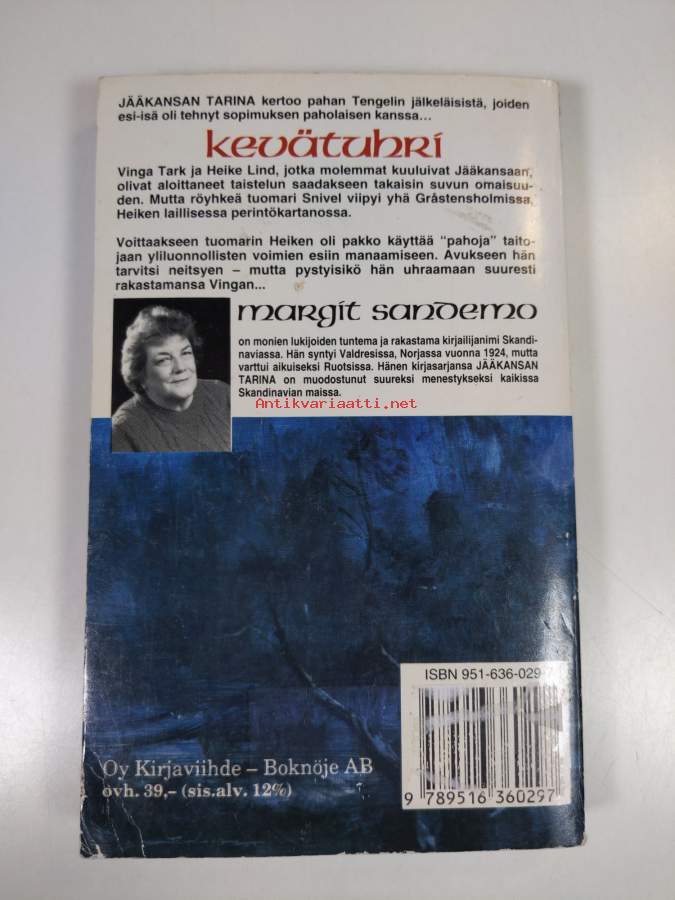 JÄÄKANSAN TARINA kertoo pahan Tengelin jälkeläisistä, joiden
esi-isä oli tehnyt sopimuksen paholaisen kanssa...
kevätuhri
Vinga Tark ja Heike Lind, jotka molemmat kuuluivat Jääkansaan,
olivat aloittaneet taistelun saadakseen takaisin suvun omaisuu-
den. Mutta röyhkeä tuomari Snivel viipyi yhä Gråstensholmissa,
Heiken laillisessa perintökartanossa.
Voittaakseen tuomarin Heiken oli pakko käyttää "pahoja" taito-
jaan yliluonnollisten voimien esiin manaamiseen. Avukseen hän
tarvitsi neitsyen – mutta pystyisikö hän uhraamaan suuresti
rakastamansa Vingan...
margit sandemo
on monien lukijoiden tuntema ja rakastama kirjailijanimi Skandi-
naviassa. Hän syntyi Valdresissa, Norjassa vuonna 1924, mutta
varttui aikuiseksi Ruotsissa. Hänen kirjasarjansa JÄÄKANSAN
TARINA on muodostunut suureksi menestykseksi kaikissa
Skandinavian maissa.
Antikvariaatti.net
ISBN 951-636-029-7
Oy Kirjaviihde – Boknöje AB
ovh. 39,– (sis.alv. 12%)
9 789516 360297